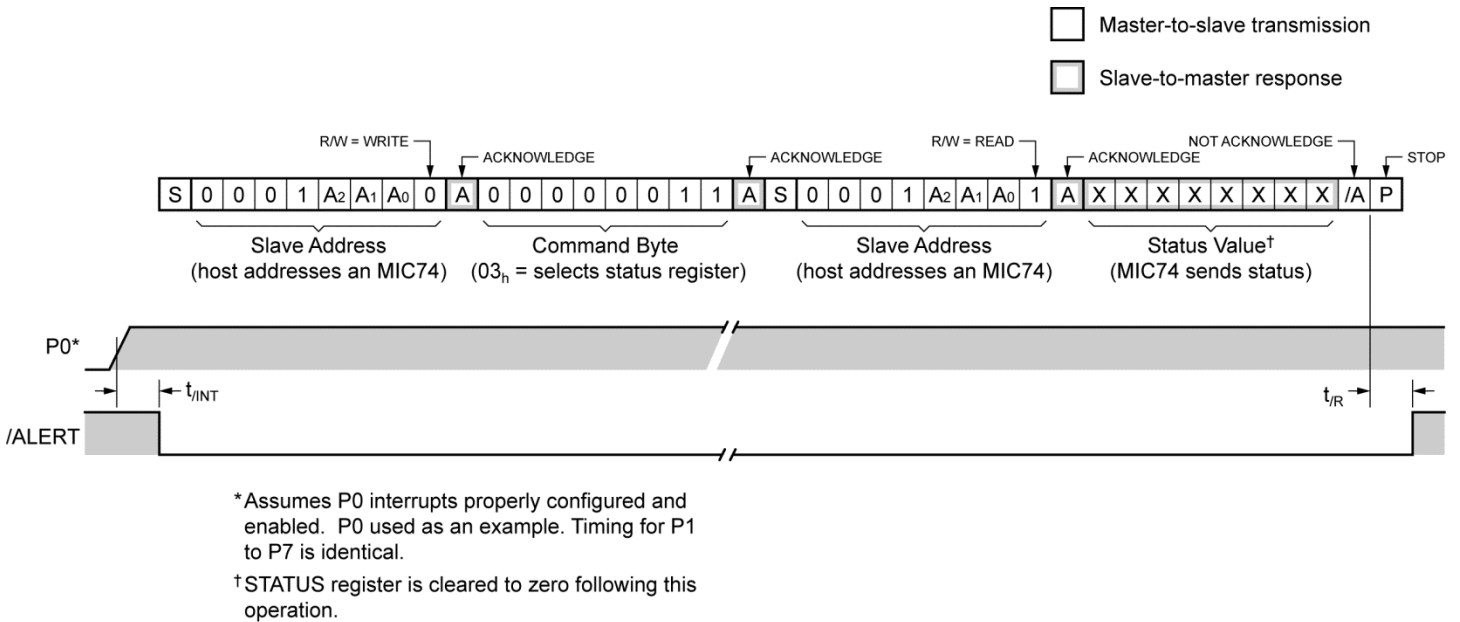 Master-to-slave transmission
Slave-to-master response
R/W = WRITE
ACKNOWLEDGE
ACKNOWLEDGE
R/W = READ
ACKNOWLEDGE
NOT ACKNOWLEDGE
STOP
S 0 0 0 1 A2 A1 A0 0 A 0 0 0 0 0 0 1 1 A S 0 0 0 1 A2 A1 A0 1 A X X X X X X X X /A P
Slave Address
(host addresses an MIC74)
Command Byte
(03h = selects status register)
Slave Address
(host addresses an MIC74)
Status Value†
(MIC74 sends status)
P0*
t/INT
t/R
/ALERT
*Assumes P0 interrupts properly configured and
enabled. P0 used as an example. Timing for P1
to P7 is identical.
†STATUS register is cleared to zero following this
operation.